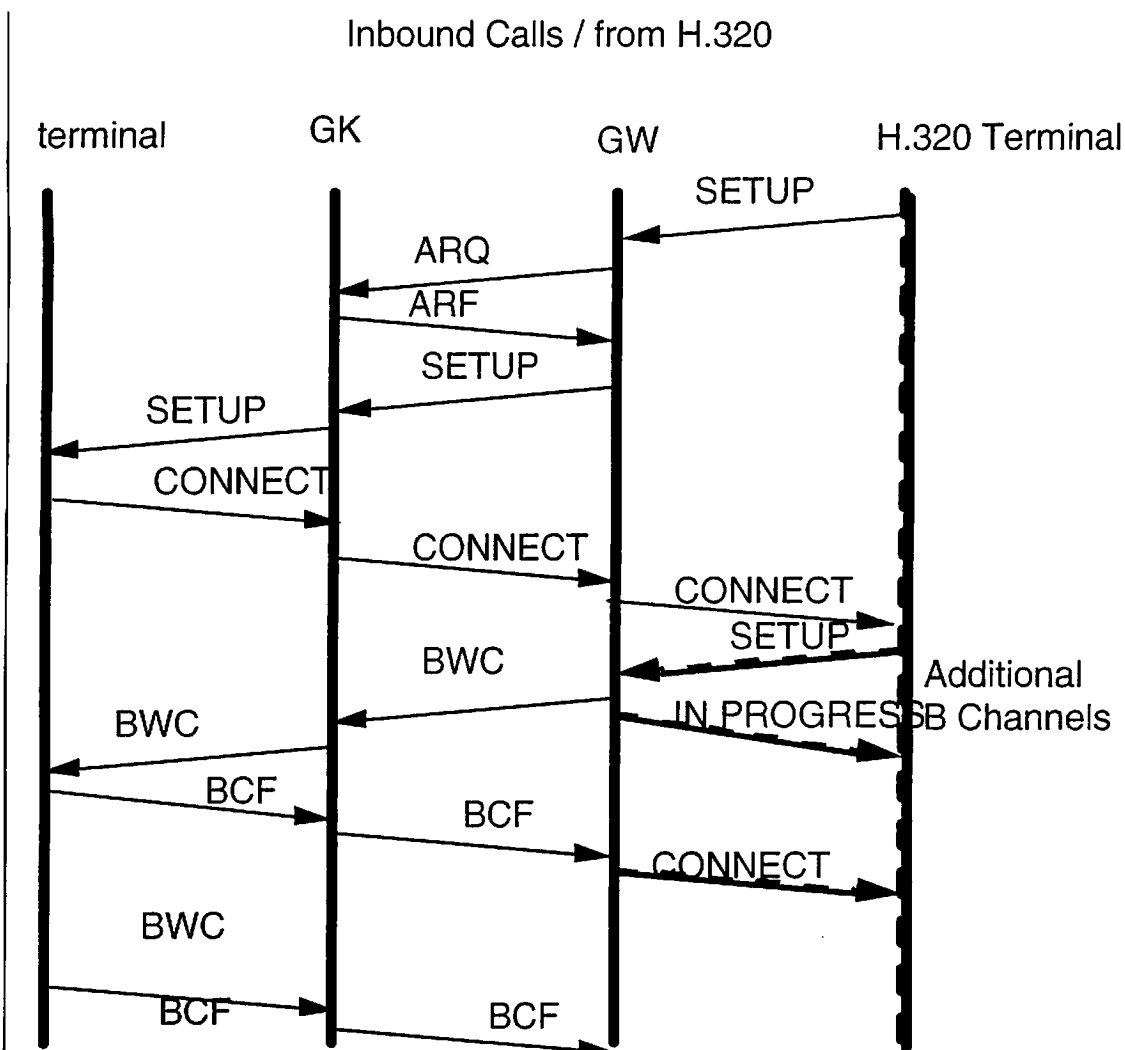 Inbound Calls / from H.320
terminal
GK
GW
H.320 Terminal
SETUP
ARQ
ARF
SETUP
SETUP
CONNECT
CONNECT
CONNECT
SETUP
BWC
Additional
B Channels
IN PROGRESS
BWC
BCF
BCF
CONNECT
BWC
BCF
BCF